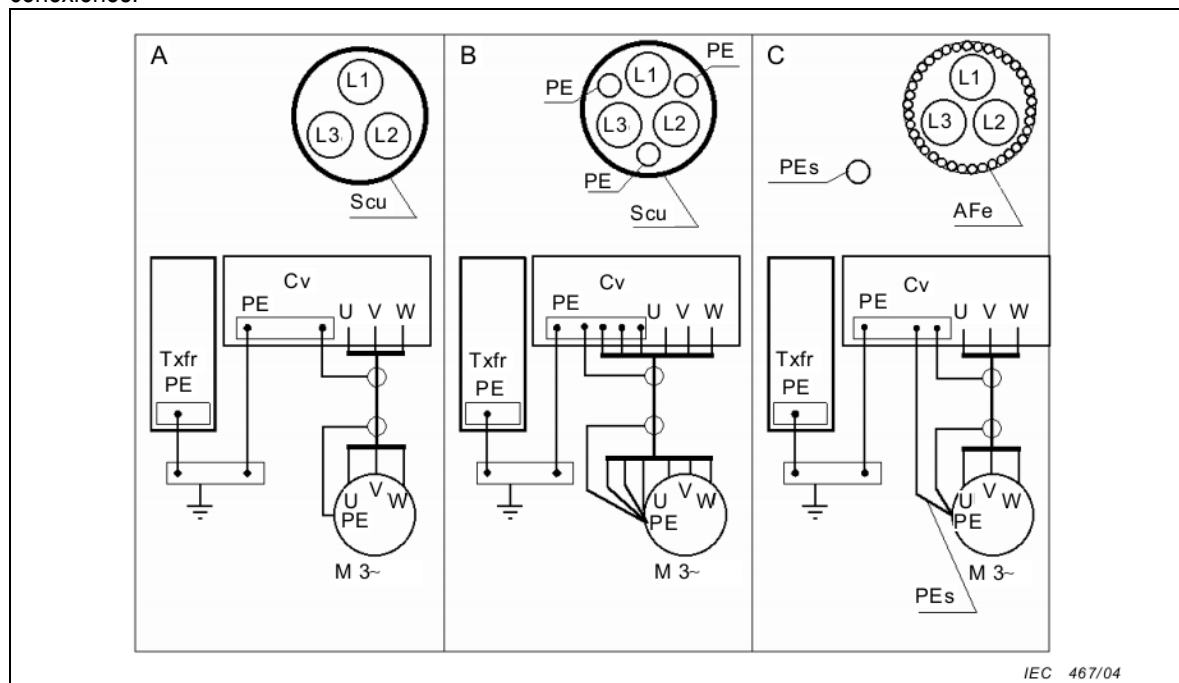 conexiones.
A
L1
L3
L2
Scu
Cv
PE
U V W
Txfr
PE
U V W
PE
M 3~
B
PE
PE
L1
L3
L2
PE
Scu
Cv
PE
U V W
Txfr
PE
U V W
PE
M 3~
C
L1
L3
L2
PEs
AFe
Cv
PE
U V W
Txfr
PE
U V W
PE
M 3~
PEs
IEC 467/04